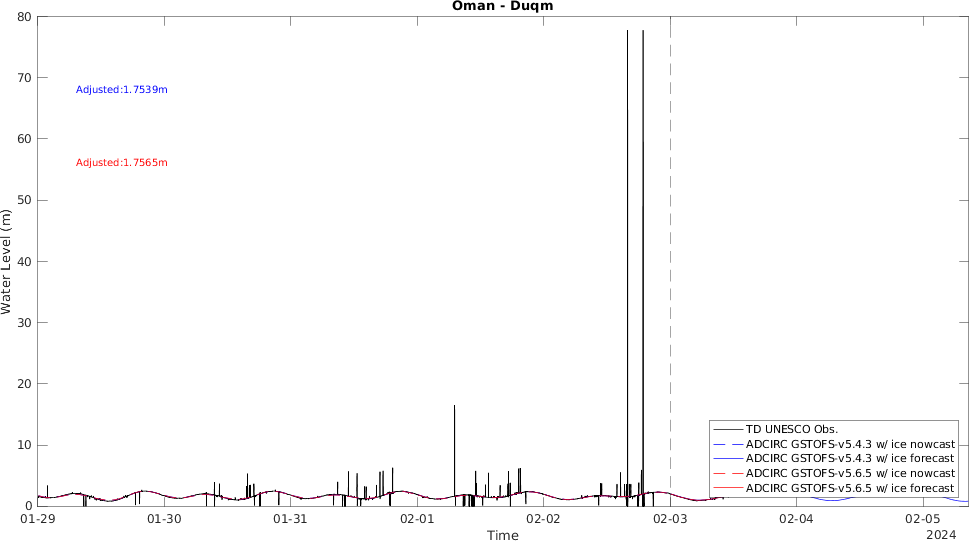 Oman - Duqm
80
70
60
50
40
30
20
10
0
Water Level (m)
Adjusted:1.7539m
Adjusted:1.7565m
TD UNESCO Obs.
ADCIRC GSTOFS-v5.4.3 w/ ice nowcast
ADCIRC GSTOFS-v5.4.3 w/ ice forecast
ADCIRC GSTOFS-v5.6.5 w/ ice nowcast
ADCIRC GSTOFS-v5.6.5 w/ ice forecast
01-29 01-30 01-31 02-01 02-02 02-03 02-04 02-05
Time
2024